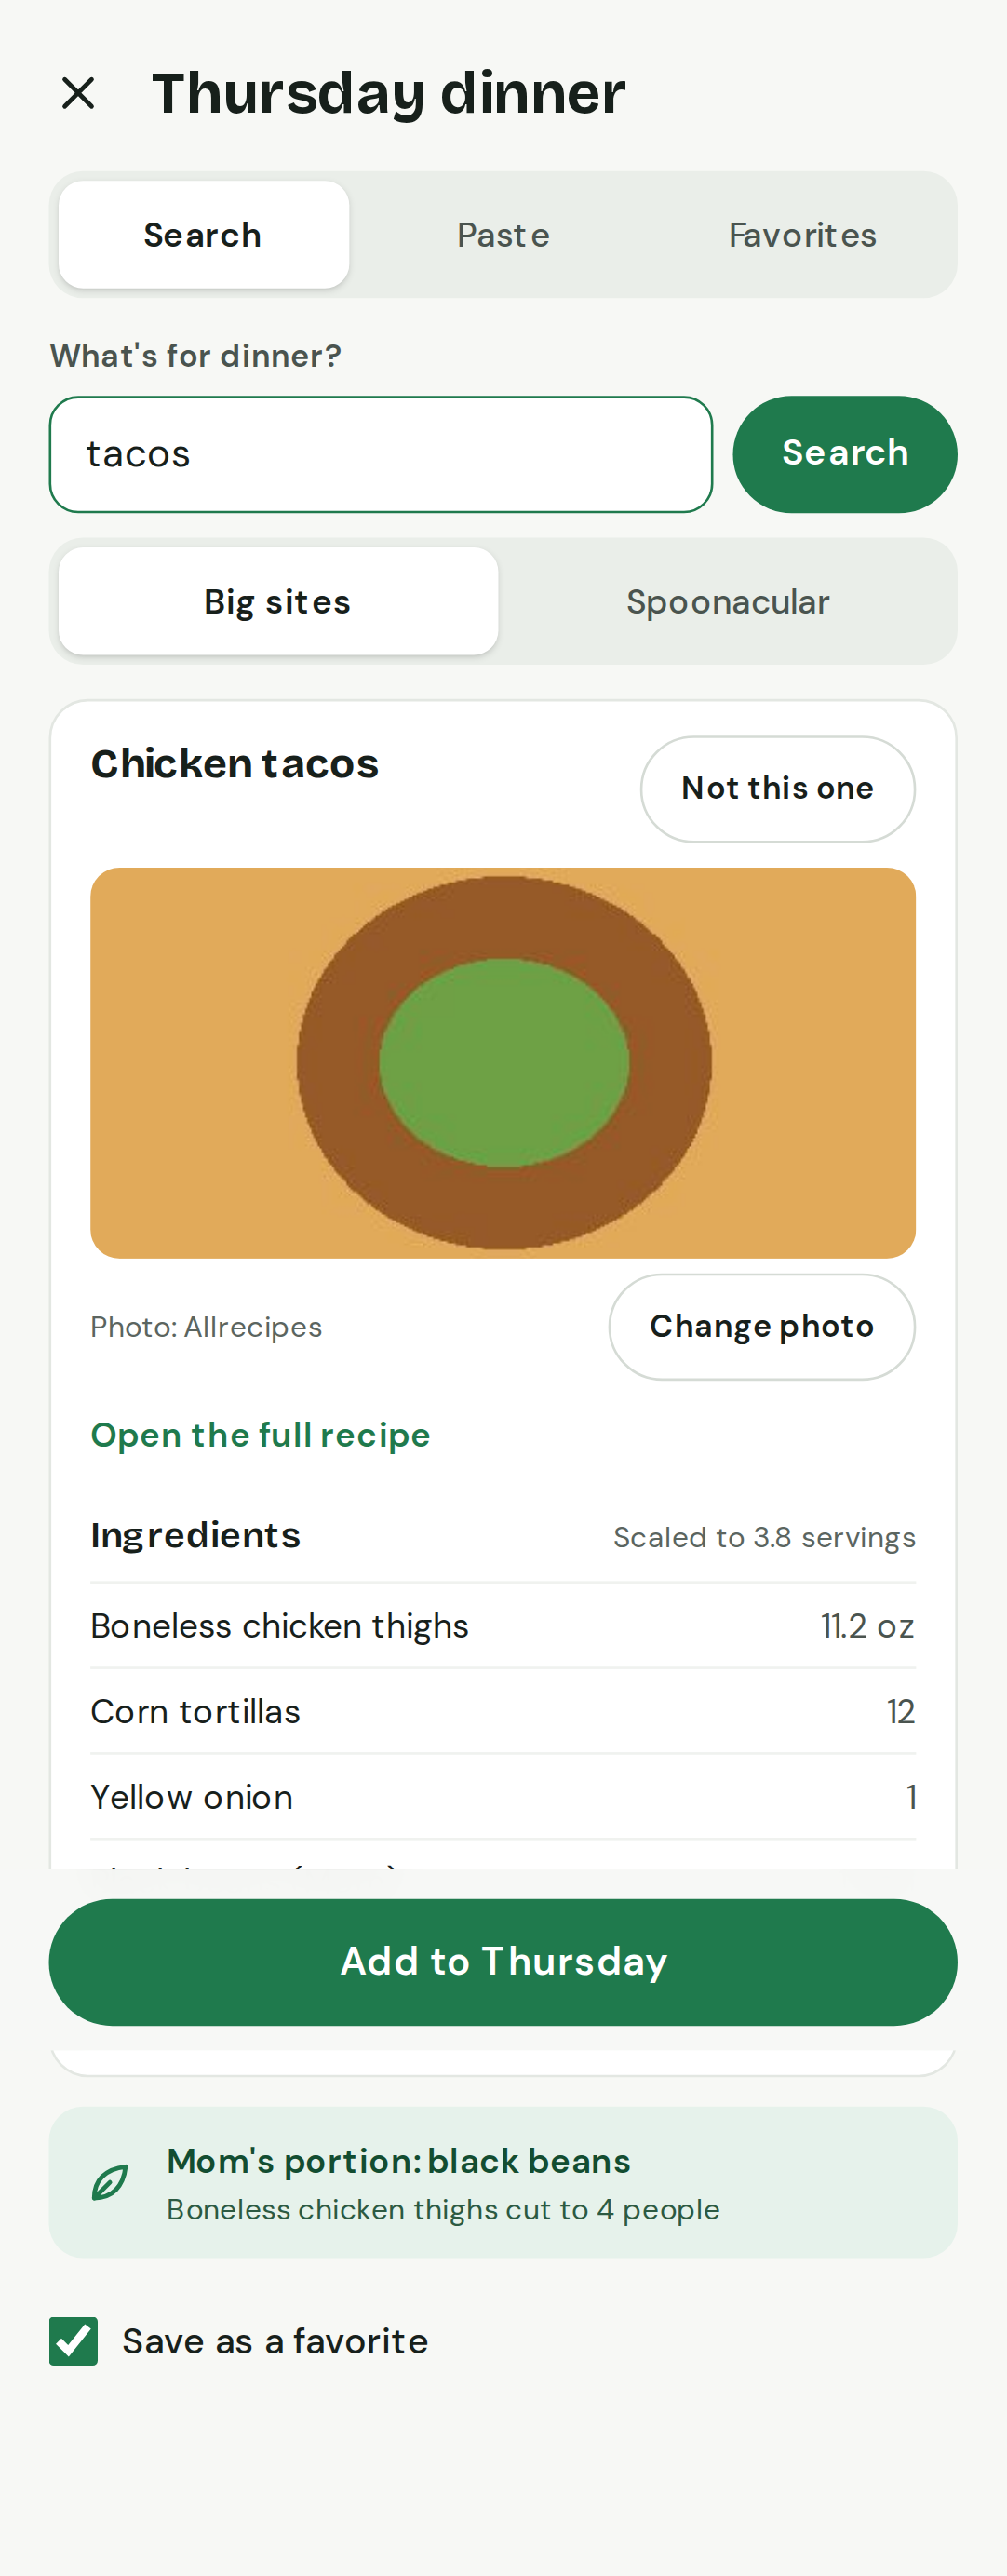 Thursday dinner
Search
Paste
Favorites
What's for dinner?
tacos
Search
Big sites
Spoonacular
Chicken tacos
Not this one
Photo: Allrecipes
Change photo
Open the full recipe
Ingredients
Scaled to 3.8 servings
Boneless chicken thighs
11.2 oz
Corn tortillas
12
Yellow onion
1
Add to Thursday
Mom's portion: black beans
Boneless chicken thighs cut to 4 people
Save as a favorite